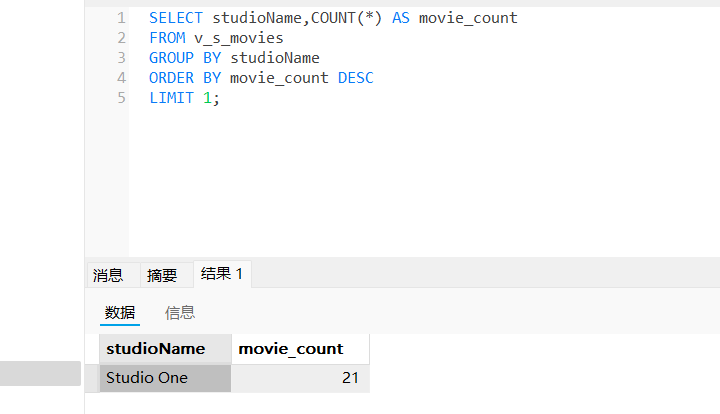 1 SELECT studioName,COUNT(*) AS movie_count
2 FROM v_s_movies
3 GROUP BY studioName
4 ORDER BY movie_count DESC
5 LIMIT 1;
消息 摘要 结果 1
数据 信息
studioName movie_count
Studio One 21